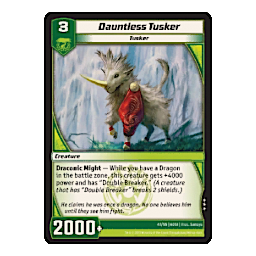 3
Dauntless Tusker
Tusker
Creature
Draconic Might — While you have a Dragon
in the battle zone, this creature gets +4000
power and has "Double Breaker." (A creature
that has "Double Breaker" breaks 2 shields.)
He claims he was once a dragon. No one believes him
until they see him fight.
2000